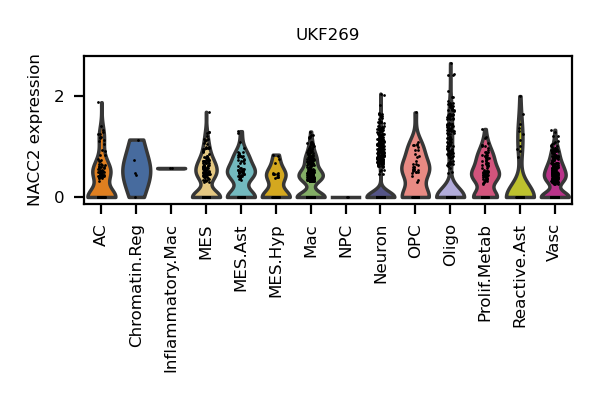 UKF269
NACC2 expression
2
0
AC
Chromatin.Reg
Inflammatory.Mac
MES
MES.Ast
MES.Hyp
Mac
NPC
Neuron
OPC
Oligo
Prolif.Metab
Reactive.Ast
Vasc